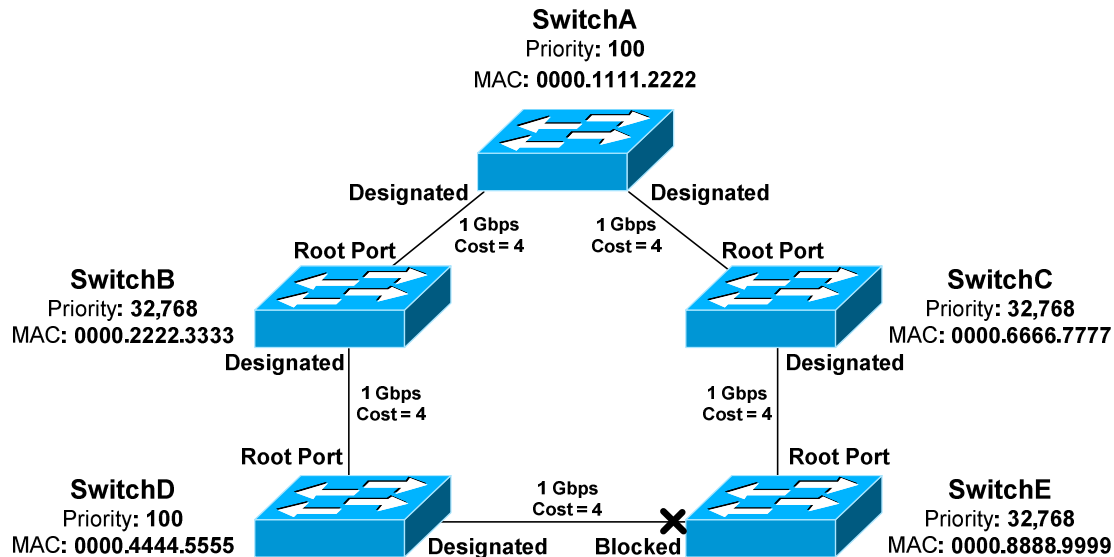 SwitchA
Priority: 100
MAC: 0000.1111.2222
Designated
Designated
1 Gbps
Cost = 4
1 Gbps
Cost = 4
Root Port
Root Port
SwitchB
Priority: 32,768
MAC: 0000.2222.3333
SwitchC
Priority: 32,768
MAC: 0000.6666.7777
Designated
Designated
1 Gbps
Cost = 4
1 Gbps
Cost = 4
Root Port
Root Port
SwitchD
Priority: 100
MAC: 0000.4444.5555
1 Gbps
Cost = 4
SwitchE
Priority: 32,768
MAC: 0000.8888.9999
Designated
Blocked